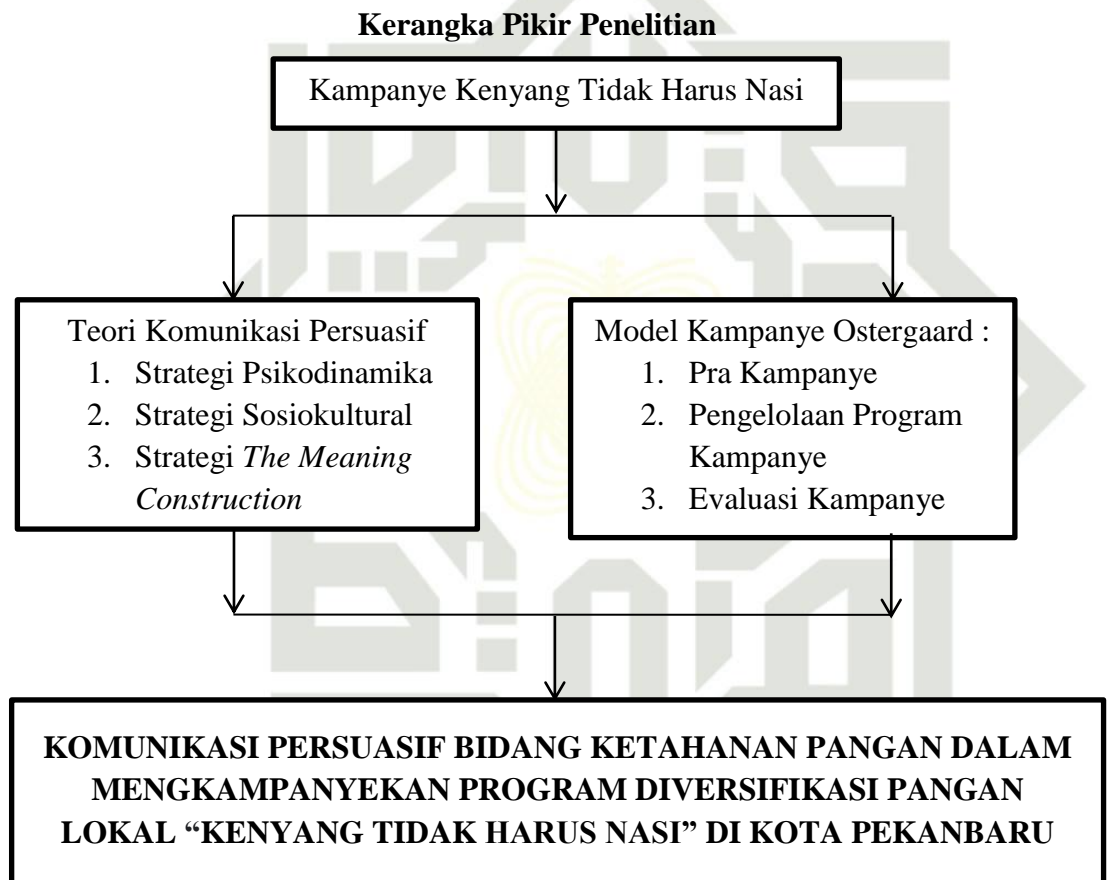 Kerangka Pikir Penelitian
Kampanye Kenyang Tidak Harus Nasi
Teori Komunikasi Persuasif
1. Strategi Psikodinamika
2. Strategi Sosiokultural
3. Strategi The Meaning
Construction
Model Kampanye Ostergaard :
1. Pra Kampanye
2. Pengelolaan Program
Kampanye
3. Evaluasi Kampanye
KOMUNIKASI PERSUASIF BIDANG KETAHANAN PANGAN DALAM
MENGKAMPANYEKAN PROGRAM DIVERSIFIKASI PANGAN
LOKAL “KENYANG TIDAK HARUS NASI” DI KOTA PEKANBARU